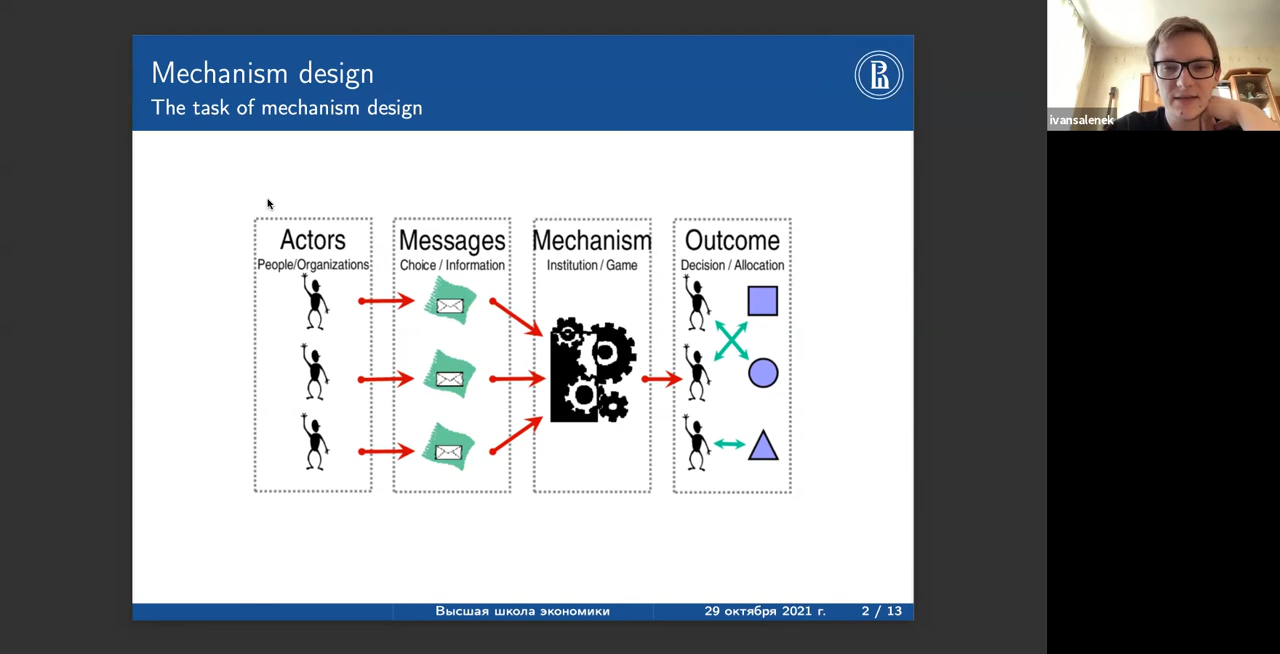 Mechanism design
The task of mechanism design
ivansalenek
Actors
People/Organizations
Messages
Choice / Information
Mechanism
Institution / Game
Outcome
Decision / Allocation
Высшая школа экономики
29 октября 2021 г.
2 / 13